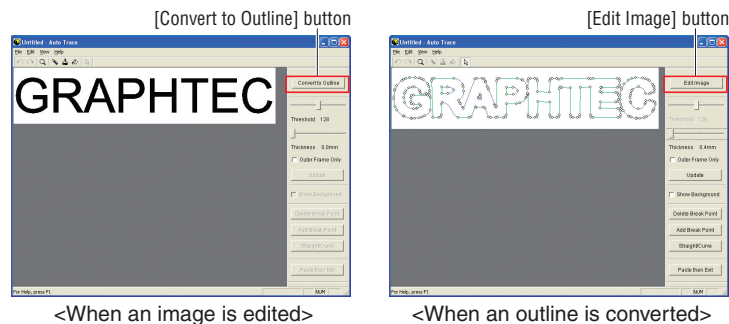 [Convert to Outline] button
[Edit Image] button
Untitled - Auto Trace
File Edit View Help
GRAPHTEC
Convert to Outline
Threshold 128
Thickness 0.0mm
Outer Frame Only
Update
Show Background
Delete Break Point
Add Break Point
Straight/Curve
Paste then Exit
For Help, press F1
NUM
Untitled - Auto Trace
File Edit View Help
GRAPHTEC
Edit Image
Threshold 128
Thickness 0.4mm
Outer Frame Only
Update
Show Background
Delete Break Point
Add Break Point
Straight/Curve
Paste then Exit
For Help, press F1
NUM
<When an image is edited>
<When an outline is converted>